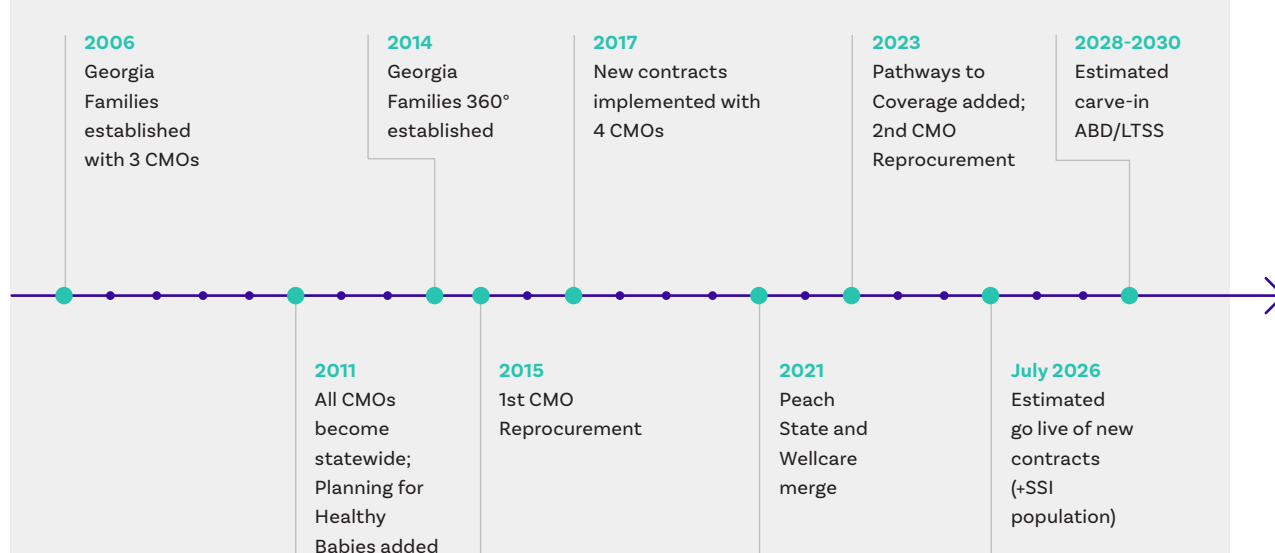 2006
Georgia
Families
established
with 3 CMOs
2014
Georgia
Families 360°
established
2017
New contracts
implemented with
4 CMOs
2023
Pathways to
Coverage added;
2nd CMO
Reprocurement
2028-2030
Estimated
carve-in
ABD/LTSS
2011
All CMOs
become
statewide;
Planning for
Healthy
Babies added
2015
1st CMO
Reprocurement
2021
Peach
State and
Wellcare
merge
July 2026
Estimated
go live of new
contracts
(+SSI
population)